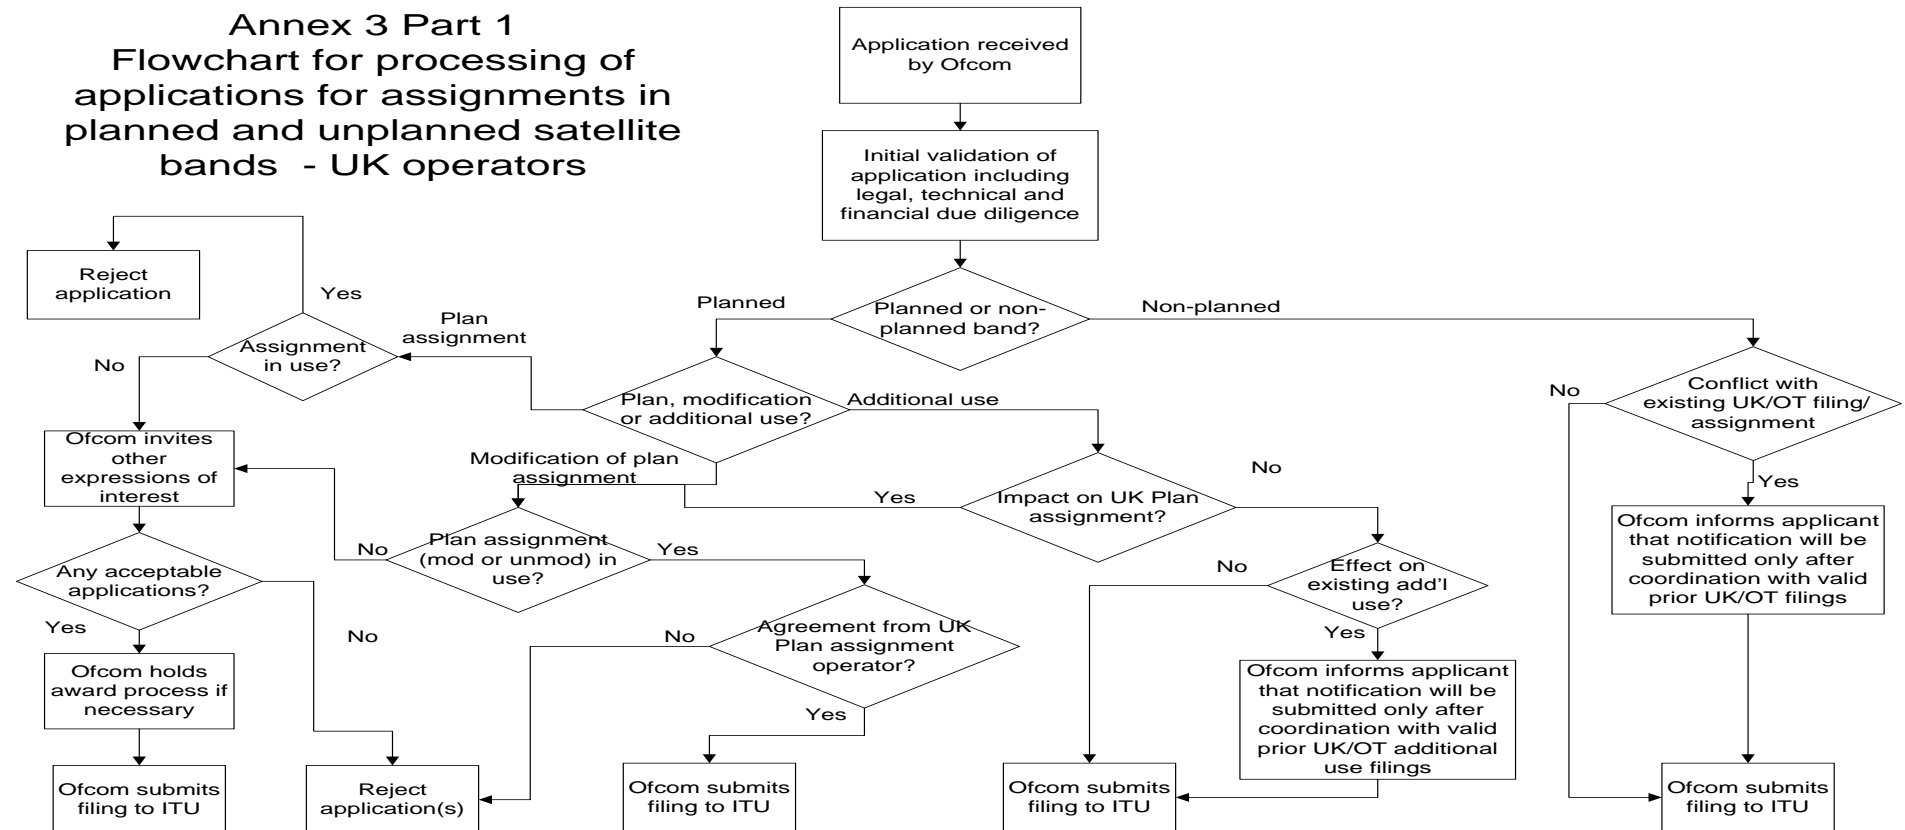 Annex 3 Part 1
Flowchart for processing of
applications for assignments in
planned and unplanned satellite
bands - UK operators
Application received
by Ofcom
Initial validation of
application including
legal, technical and
financial due diligence
Planned or non-
planned band?
Planned
Non-planned
Reject
application
Yes
Plan
assignment
Assignment
in use?
No
Plan, modification
or additional use?
Additional use
No
Conflict with
existing UK/OT filing/
assignment
Yes
Ofcom invites
other
expressions of
interest
Modification of plan
assignment
Yes
Impact on UK Plan
assignment?
No
Ofcom informs applicant
that notification will be
submitted only after
coordination with valid
prior UK/OT filings
No
Plan assignment
(mod or unmod) in
use?
Yes
Any acceptable
applications?
No
Effect on
existing add'l
use?
Yes
Yes
No
No
Agreement from UK
Plan assignment
operator?
Yes
Ofcom holds
award process if
necessary
Ofcom informs applicant
that notification will be
submitted only after
coordination with valid
prior UK/OT additional
use filings
Ofcom submits
filing to ITU
Reject
application(s)
Ofcom submits
filing to ITU
Ofcom submits
filing to ITU
Ofcom submits
filing to ITU